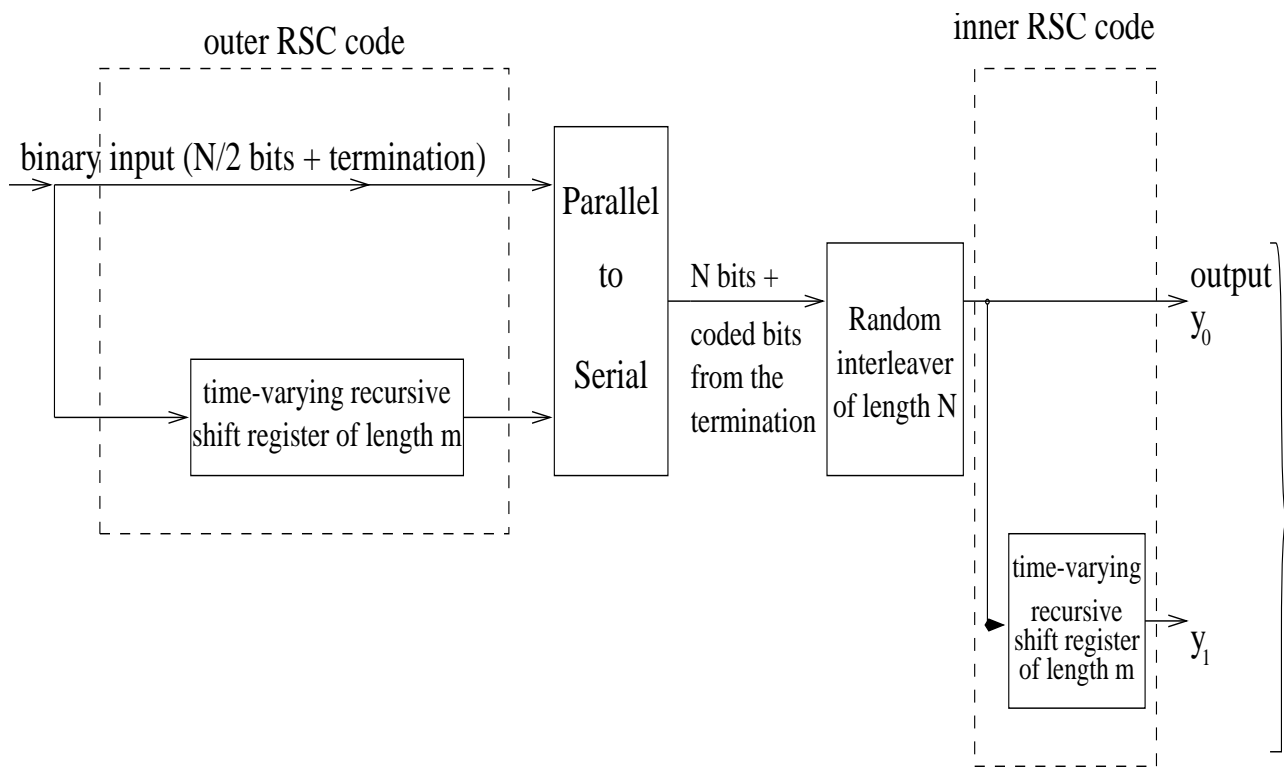 outer RSC code
inner RSC code
binary input (N/2 bits + termination)
Parallel
to
Serial
time-varying recursive
shift register of length m
N bits +
coded bits
from the
termination
Random
interleaver
of length N
output
y0
time-varying
recursive
shift register
of length m
y1